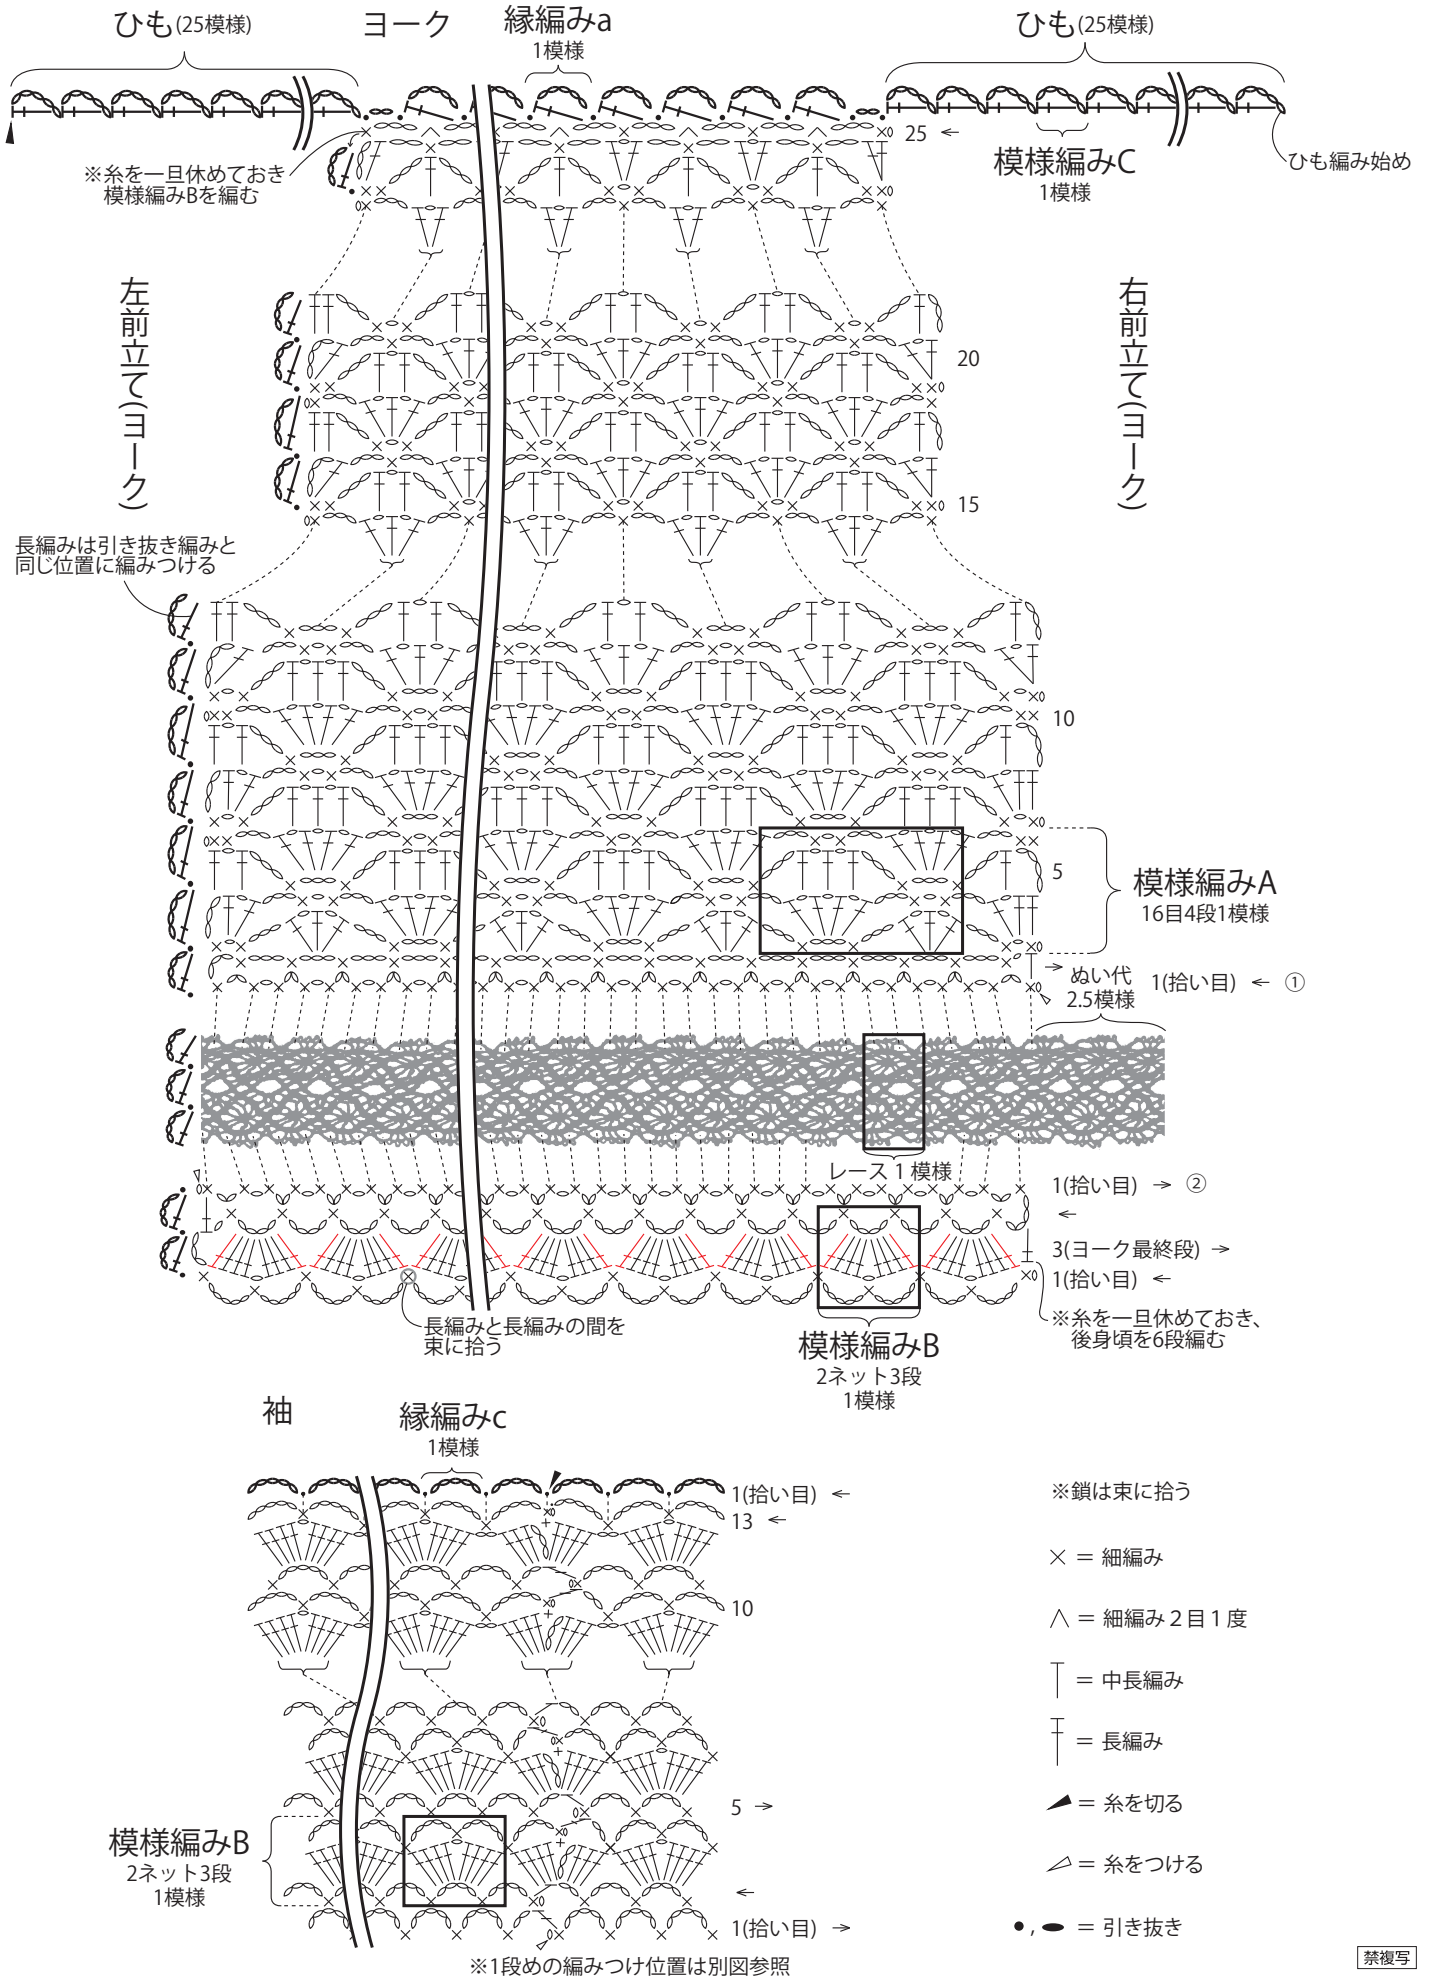 ひも(25模様)
ヨーク
縁編みa
1模様
ひも(25模様)
25 ←
※糸を一旦休めておき
模様編みBを編む
模様編みC
1模様
ひも編み始め
左前立て(ヨーク)
右前立て(ヨーク)
20
15
長編みは引き抜き編みと
同じ位置に編みつける
10
5
模様編みA
16目4段1模様
→
ぬい代
2.5模様
1(拾い目) ← ①
レース1模様
1(拾い目) → ②
←
3(ヨーク最終段) →
1(拾い目) ←
長編みと長編みの間を
束に拾う
※糸を一旦休めておき、
後身頃を6段編む
模様編みB
2ネット3段
1模様
袖
縁編みc
1模様
1(拾い目) ←
13 ←
10
5 →
模様編みB
2ネット3段
1模様
←
1(拾い目) →
※1段めの編みつけ位置は別図参照
※鎖は束に拾う
× = 細編み
∧ = 細編み2目1度
= 中長編み
= 長編み
= 糸を切る
= 糸をつける
●, = 引き抜き
禁複写